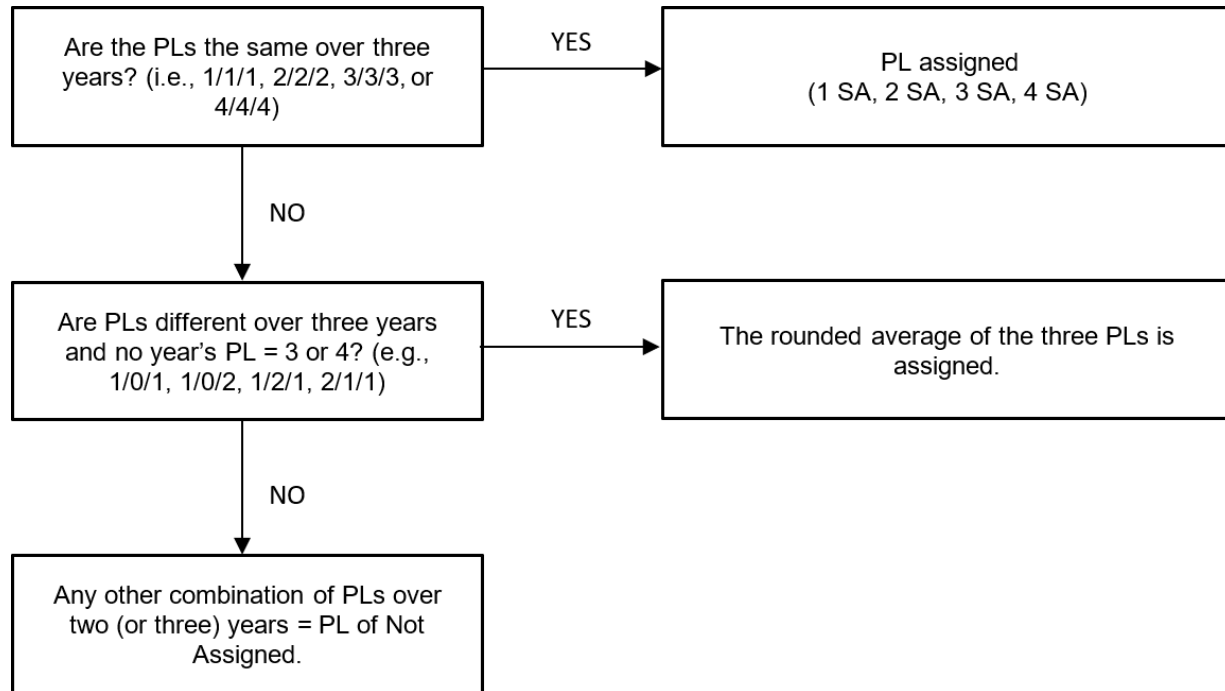 Are the PLs the same over three
years? (i.e., 1/1/1, 2/2/2, 3/3/3, or
4/4/4)
YES
PL assigned
(1 SA, 2 SA, 3 SA, 4 SA)
NO
Are PLs different over three years
and no year’s PL = 3 or 4? (e.g.,
1/0/1, 1/0/2, 1/2/1, 2/1/1)
YES
The rounded average of the three PLs is
assigned.
NO
Any other combination of PLs over
two (or three) years = PL of Not
Assigned.